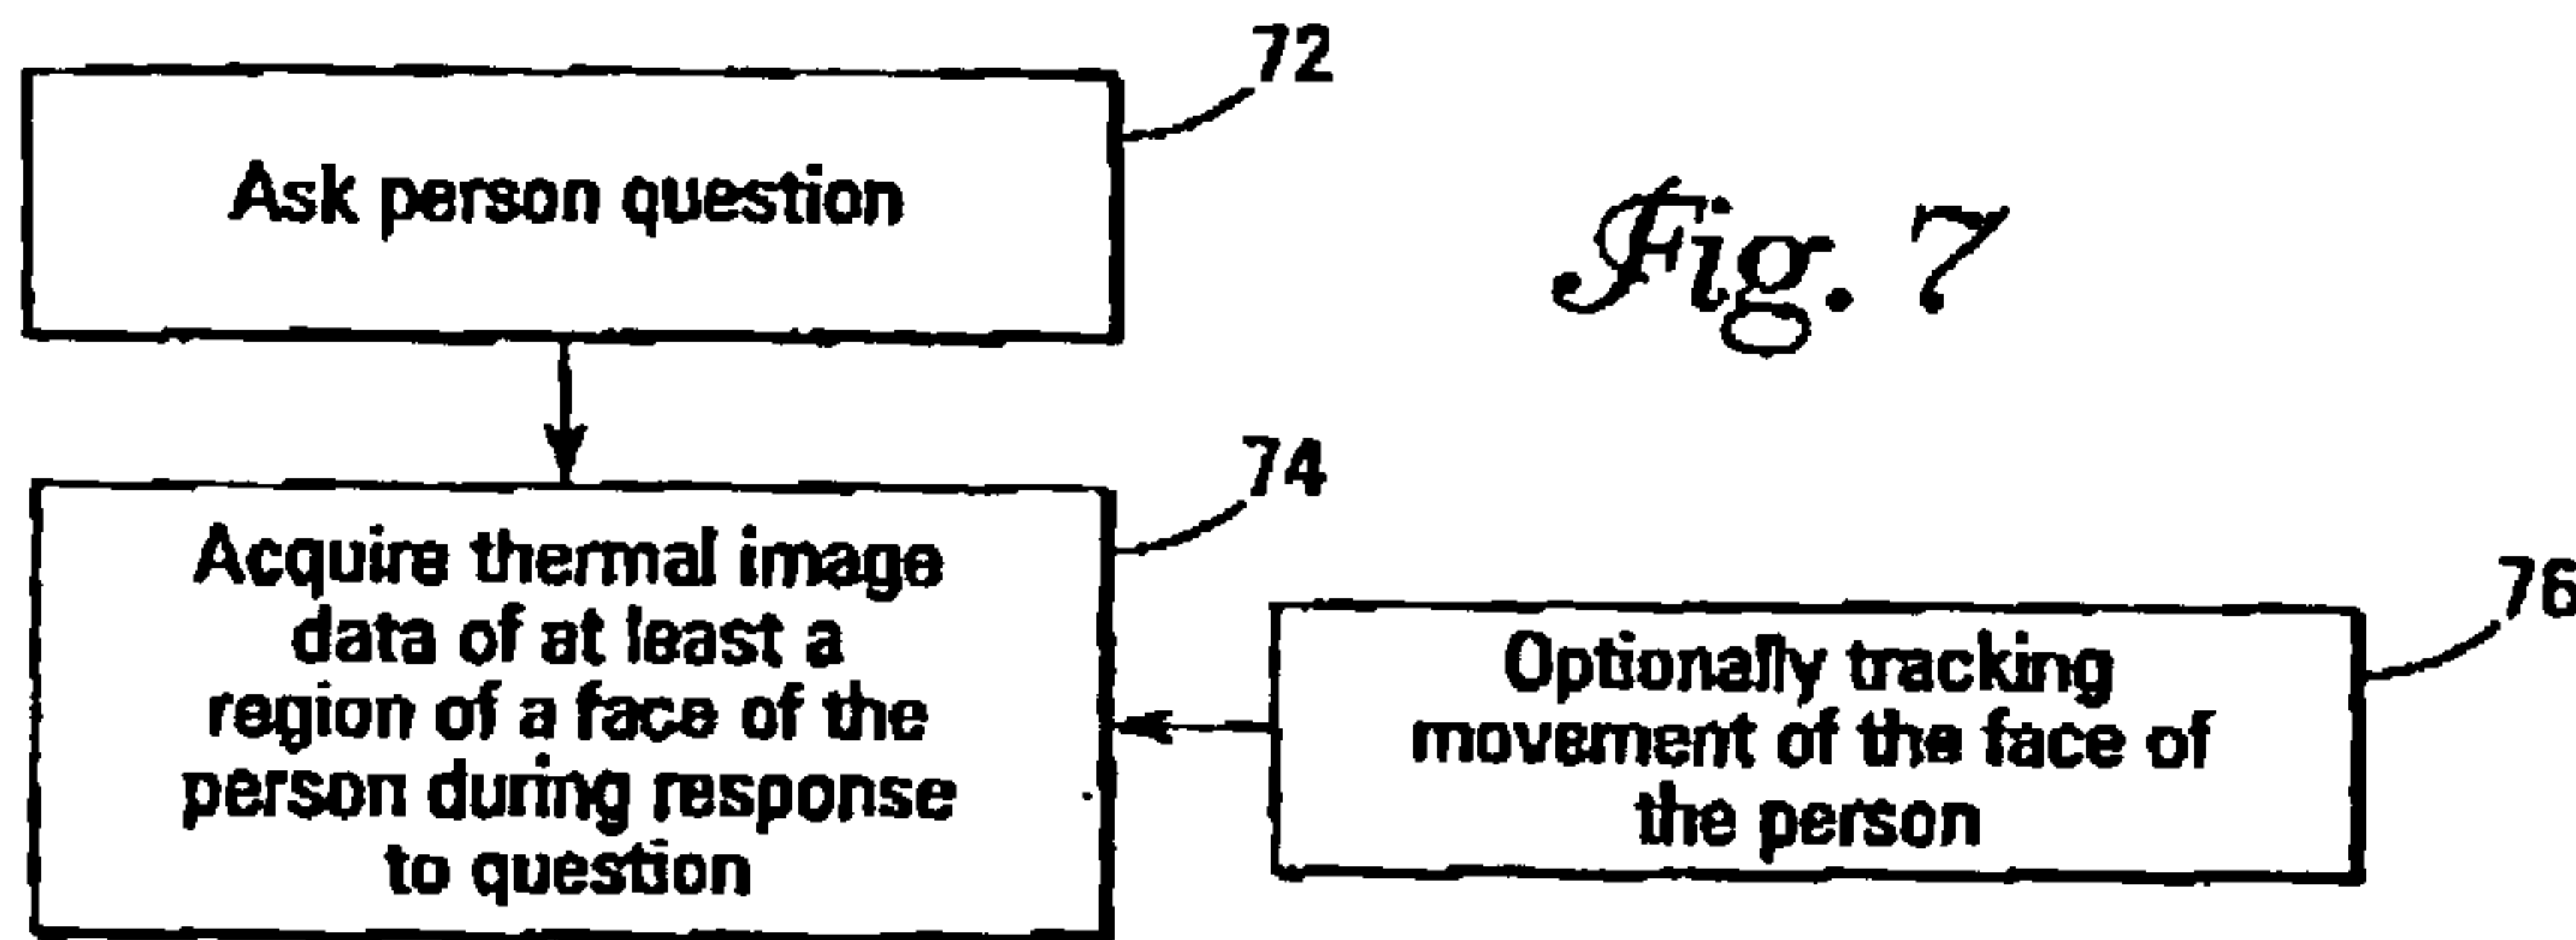 72
Ask person question
Fig. 7
74
Acquire thermal image
data of at least a
region of a face of the
person during response
to question
76
Optionally tracking
movement of the face of
the person